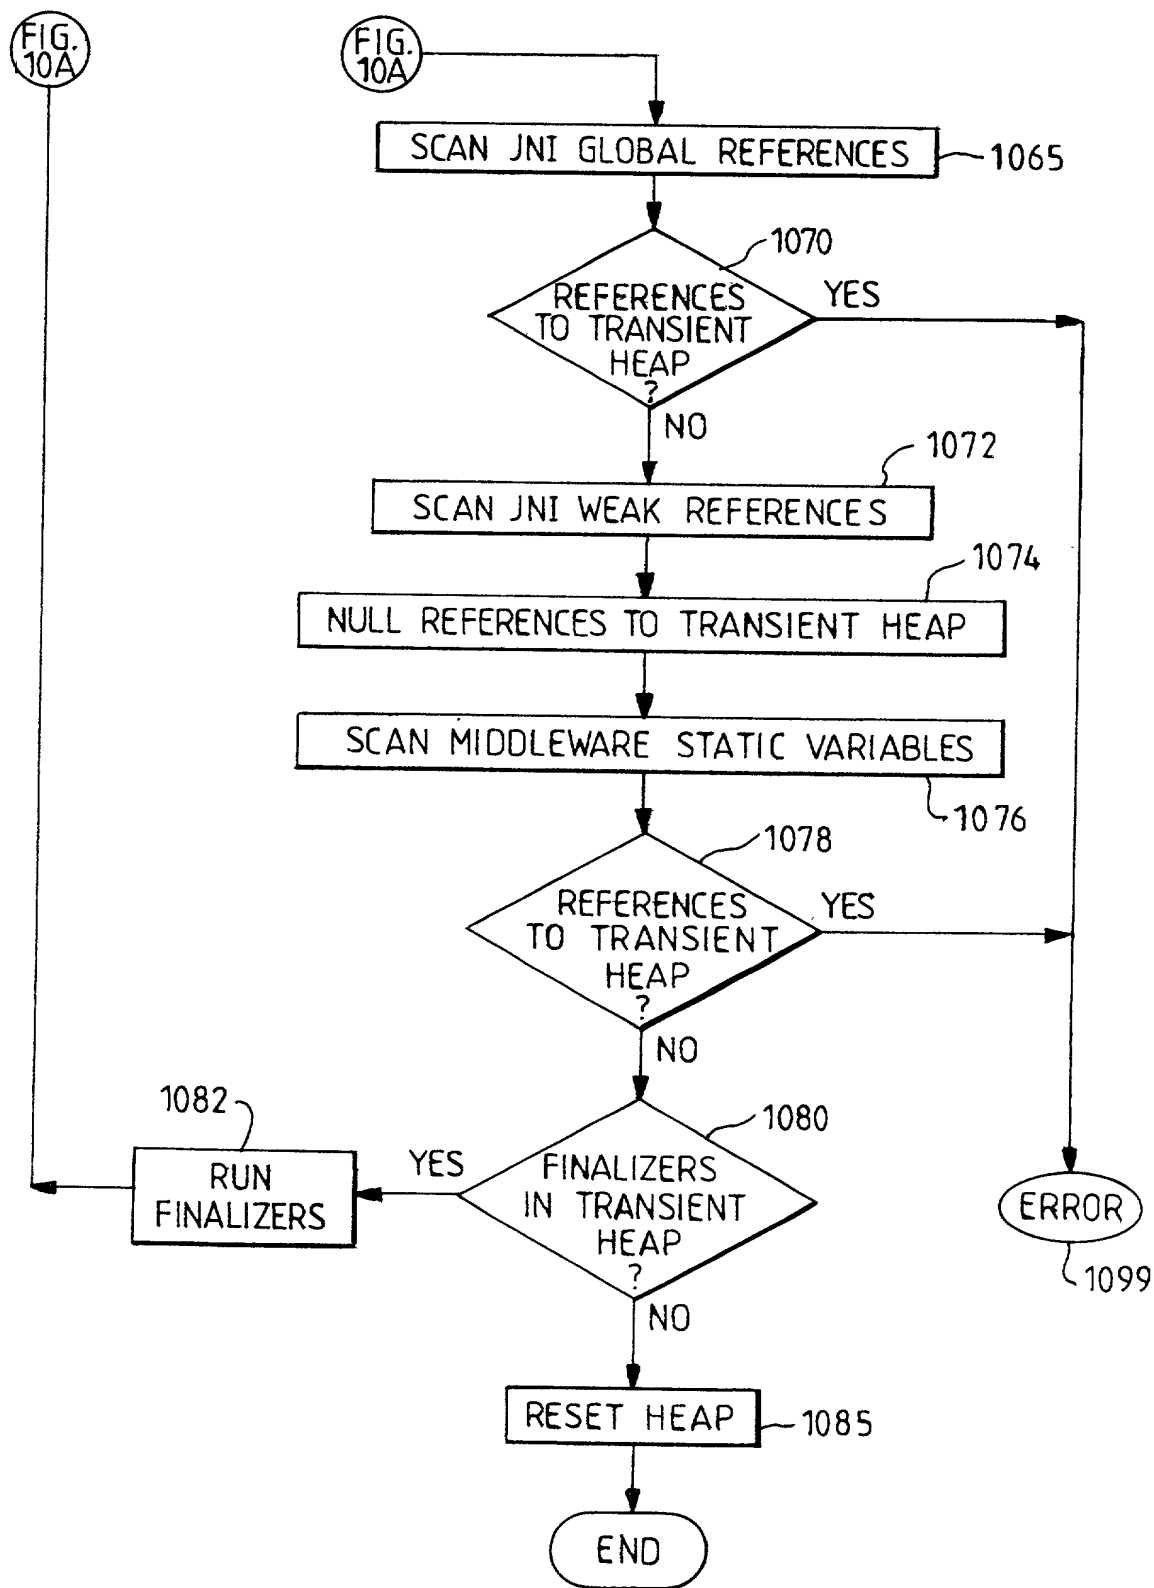 FIG.
10A
FIG.
10A
SCAN JNI GLOBAL REFERENCES
1065
1070
REFERENCES
TO TRANSIENT
HEAP
?
YES
NO
1072
SCAN JNI WEAK REFERENCES
1074
NULL REFERENCES TO TRANSIENT HEAP
SCAN MIDDLEWARE STATIC VARIABLES
1076
1078
REFERENCES
TO TRANSIENT
HEAP
?
YES
NO
1082
RUN
FINALIZERS
YES
1080
FINALIZERS
IN TRANSIENT
HEAP
?
NO
ERROR
1099
RESET HEAP
1085
END